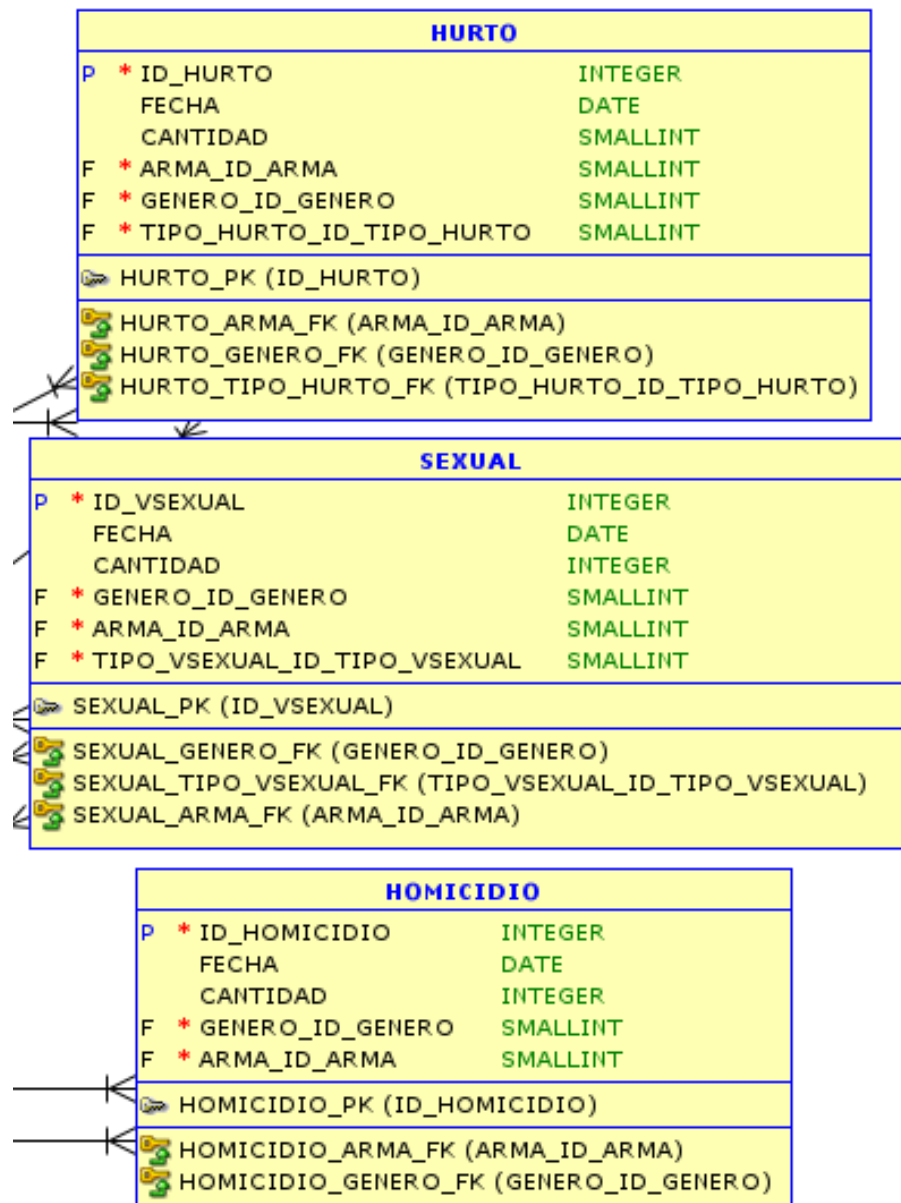 HURTO
P * ID_HURTO INTEGER
FECHA DATE
CANTIDAD SMALLINT
F * ARMA_ID_ARMA SMALLINT
F * GENERO_ID_GENERO SMALLINT
F * TIPO_HURTO_ID_TIPO_HURTO SMALLINT
HURTO_PK (ID_HURTO)
HURTO_ARMA_FK (ARMA_ID_ARMA)
HURTO_GENERO_FK (GENERO_ID_GENERO)
HURTO_TIPO_HURTO_FK (TIPO_HURTO_ID_TIPO_HURTO)
SEXUAL
P * ID_VSEXUAL INTEGER
FECHA DATE
CANTIDAD INTEGER
F * GENERO_ID_GENERO SMALLINT
F * ARMA_ID_ARMA SMALLINT
F * TIPO_VSEXUAL_ID_TIPO_VSEXUAL SMALLINT
SEXUAL_PK (ID_VSEXUAL)
SEXUAL_GENERO_FK (GENERO_ID_GENERO)
SEXUAL_TIPO_VSEXUAL_FK (TIPO_VSEXUAL_ID_TIPO_VSEXUAL)
SEXUAL_ARMA_FK (ARMA_ID_ARMA)
HOMICIDIO
P * ID_HOMICIDIO INTEGER
FECHA DATE
CANTIDAD INTEGER
F * GENERO_ID_GENERO SMALLINT
F * ARMA_ID_ARMA SMALLINT
HOMICIDIO_PK (ID_HOMICIDIO)
HOMICIDIO_ARMA_FK (ARMA_ID_ARMA)
HOMICIDIO_GENERO_FK (GENERO_ID_GENERO)